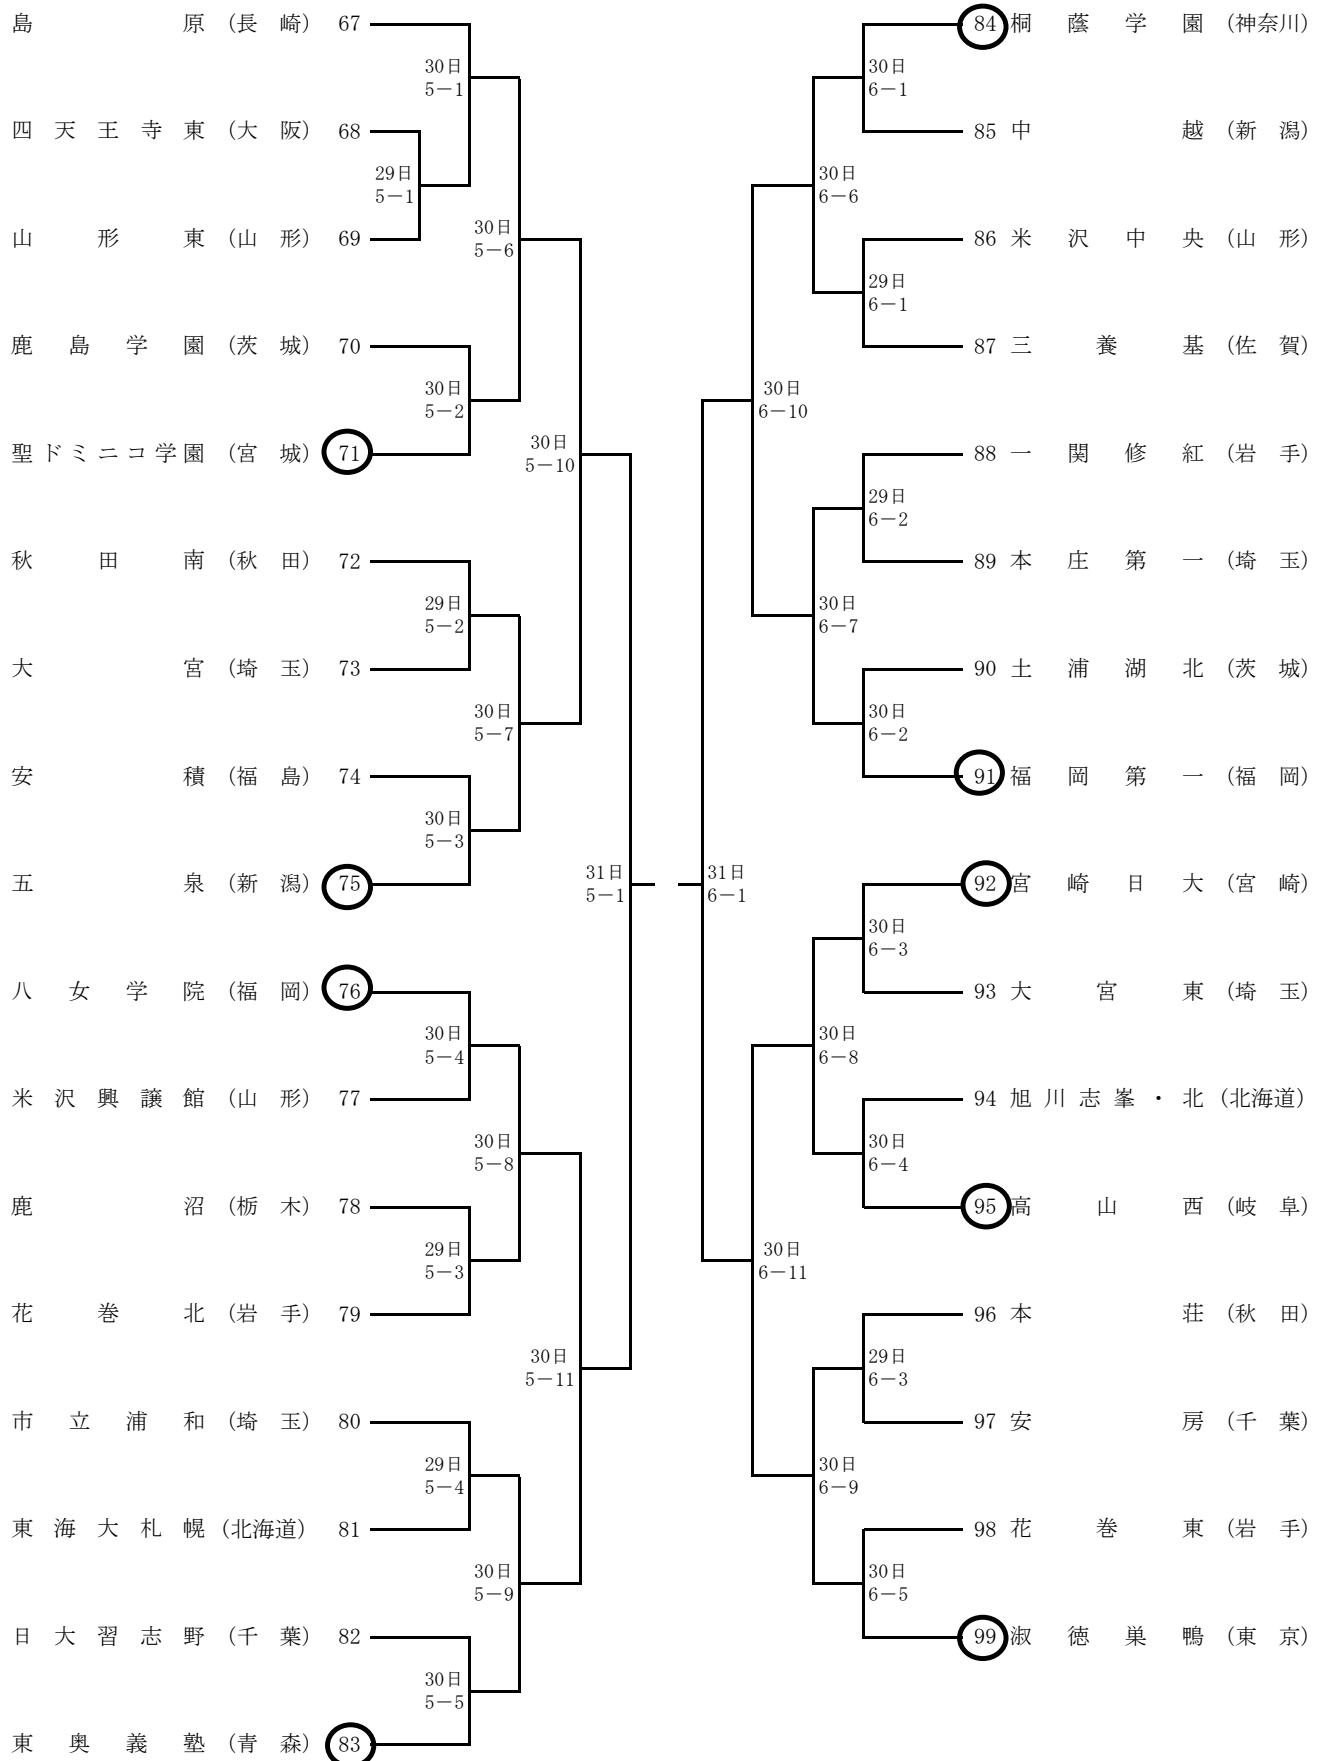 島原（長崎）67
30日
5－1
四天王寺東（大阪）68
29日
5－1
山形東（山形）69
30日
5－6
鹿島学園（茨城）70
30日
5－2
聖ドミニコ学園（宮城）71
30日
5－10
秋田南（秋田）72
29日
5－2
大宮（埼玉）73
30日
5－7
安積（福島）74
30日
5－3
五泉（新潟）75
31日
5－1
八女学院（福岡）76
30日
5－4
米沢興譲館（山形）77
30日
5－8
鹿沼（栃木）78
29日
5－3
花巻北（岩手）79
30日
5－11
市立浦和（埼玉）80
29日
5－4
東海大札幌（北海道）81
30日
5－9
日大習志野（千葉）82
30日
5－5
東奥義塾（青森）83
84 桐蔭学園（神奈川）
30日
6－1
85 中越（新潟）
30日
6－6
86 米沢中央（山形）
29日
6－1
87 三養基（佐賀）
30日
6－10
88 一関修紅（岩手）
29日
6－2
89 本庄第一（埼玉）
30日
6－7
90 土浦湖北（茨城）
30日
6－2
91 福岡第一（福岡）
31日
6－1
92 宮崎日大（宮崎）
30日
6－3
93 大宮東（埼玉）
30日
6－8
94 旭川志峯・北（北海道）
30日
6－4
95 高山西（岐阜）
30日
6－11
96 本荘（秋田）
29日
6－3
97 安房（千葉）
30日
6－9
98 花巻東（岩手）
30日
6－5
99 淑徳巣鴨（東京）